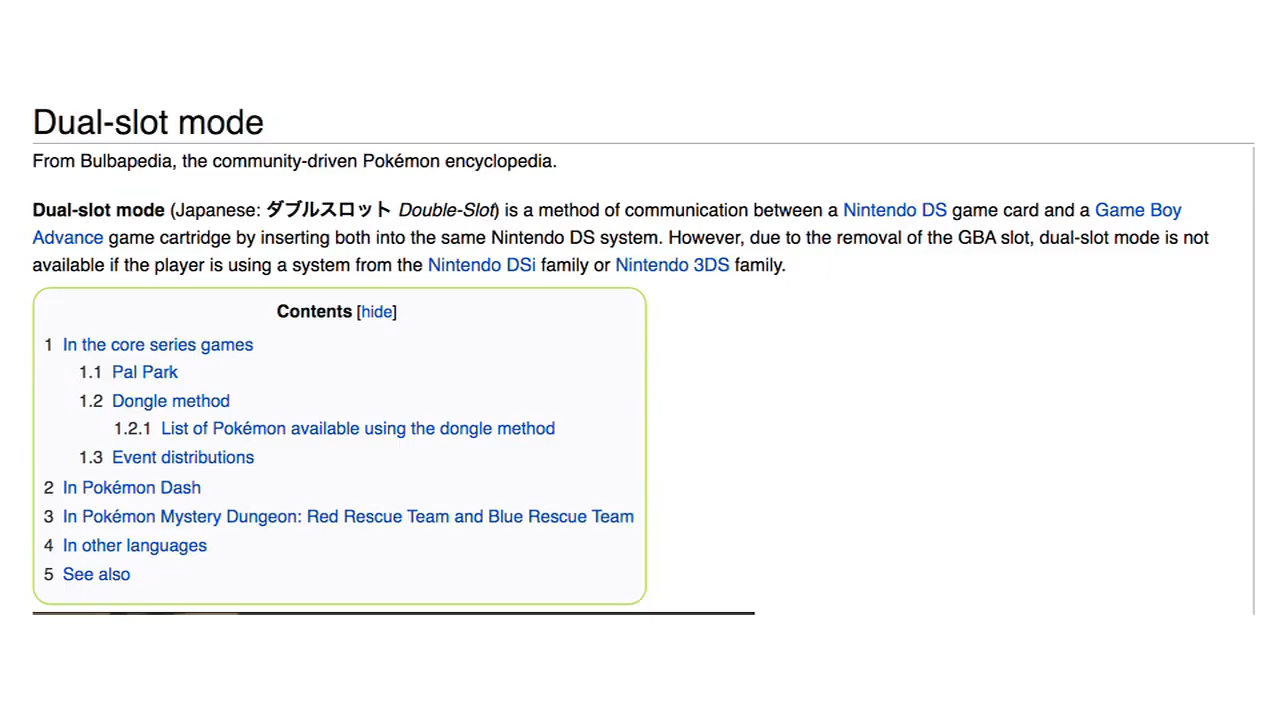 Dual-slot mode
From Bulbapedia, the community-driven Pokémon encyclopedia.
Dual-slot mode (Japanese: ダブルスロット Double-Slot) is a method of communication between a Nintendo DS game card and a Game Boy
Advance game cartridge by inserting both into the same Nintendo DS system. However, due to the removal of the GBA slot, dual-slot mode is not
available if the player is using a system from the Nintendo DSi family or Nintendo 3DS family.
Contents [hide]
1 In the core series games
1.1 Pal Park
1.2 Dongle method
1.2.1 List of Pokémon available using the dongle method
1.3 Event distributions
2 In Pokémon Dash
3 In Pokémon Mystery Dungeon: Red Rescue Team and Blue Rescue Team
4 In other languages
5 See also